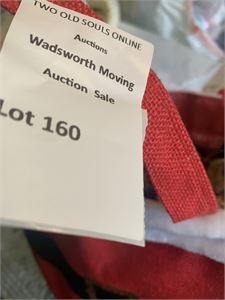 TWO OLD SOULS ONLINE
Auctions
Wadsworth Moving
Auction Sale
Lot 160